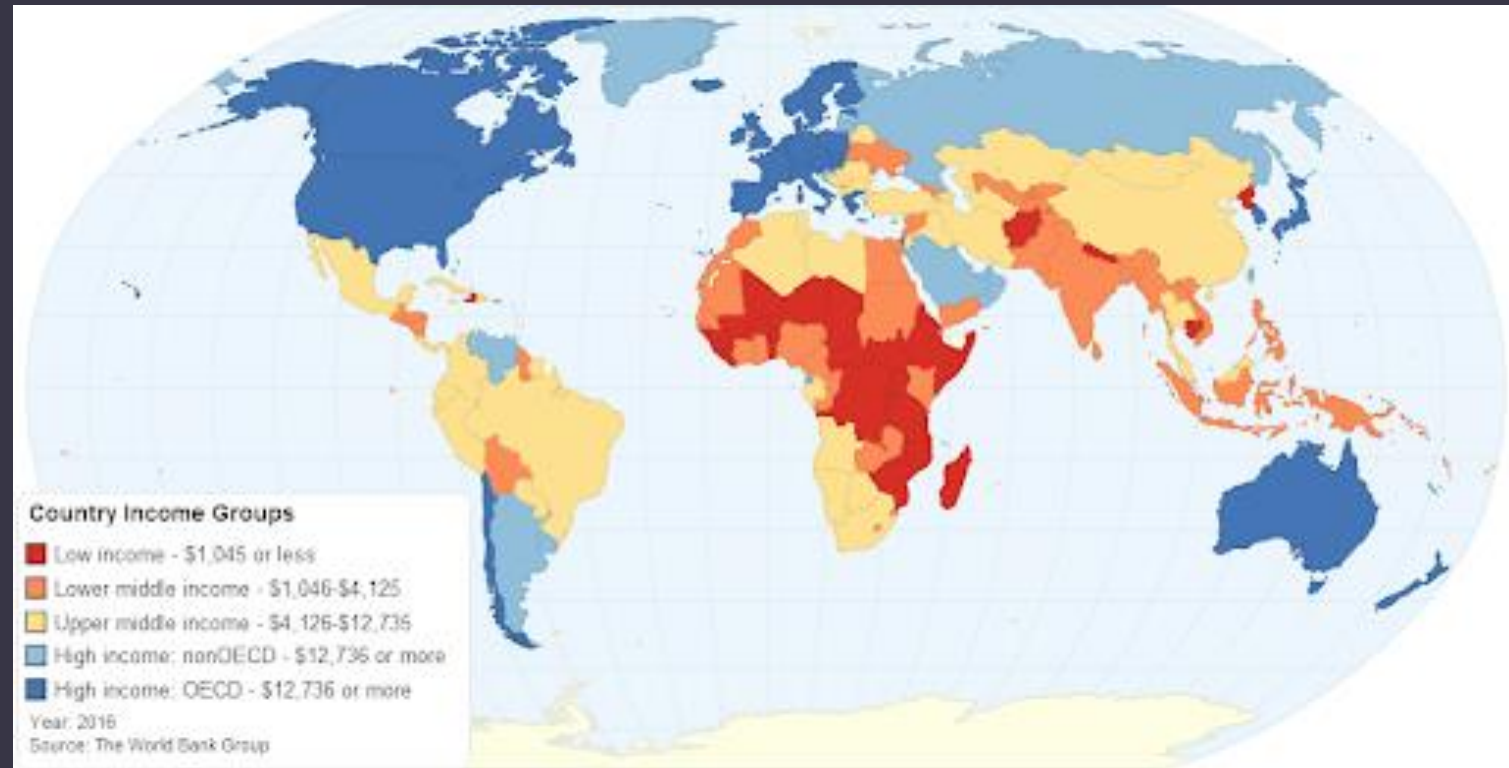 Country Income Groups
Low income - $1,045 or less
Lower middle income - $1,046-$4,125
Upper middle income - $4,126-$12,735
High income: nonOECD - $12,736 or more
High income: OECD - $12,736 or more
Year: 2016
Source: The World Bank Group